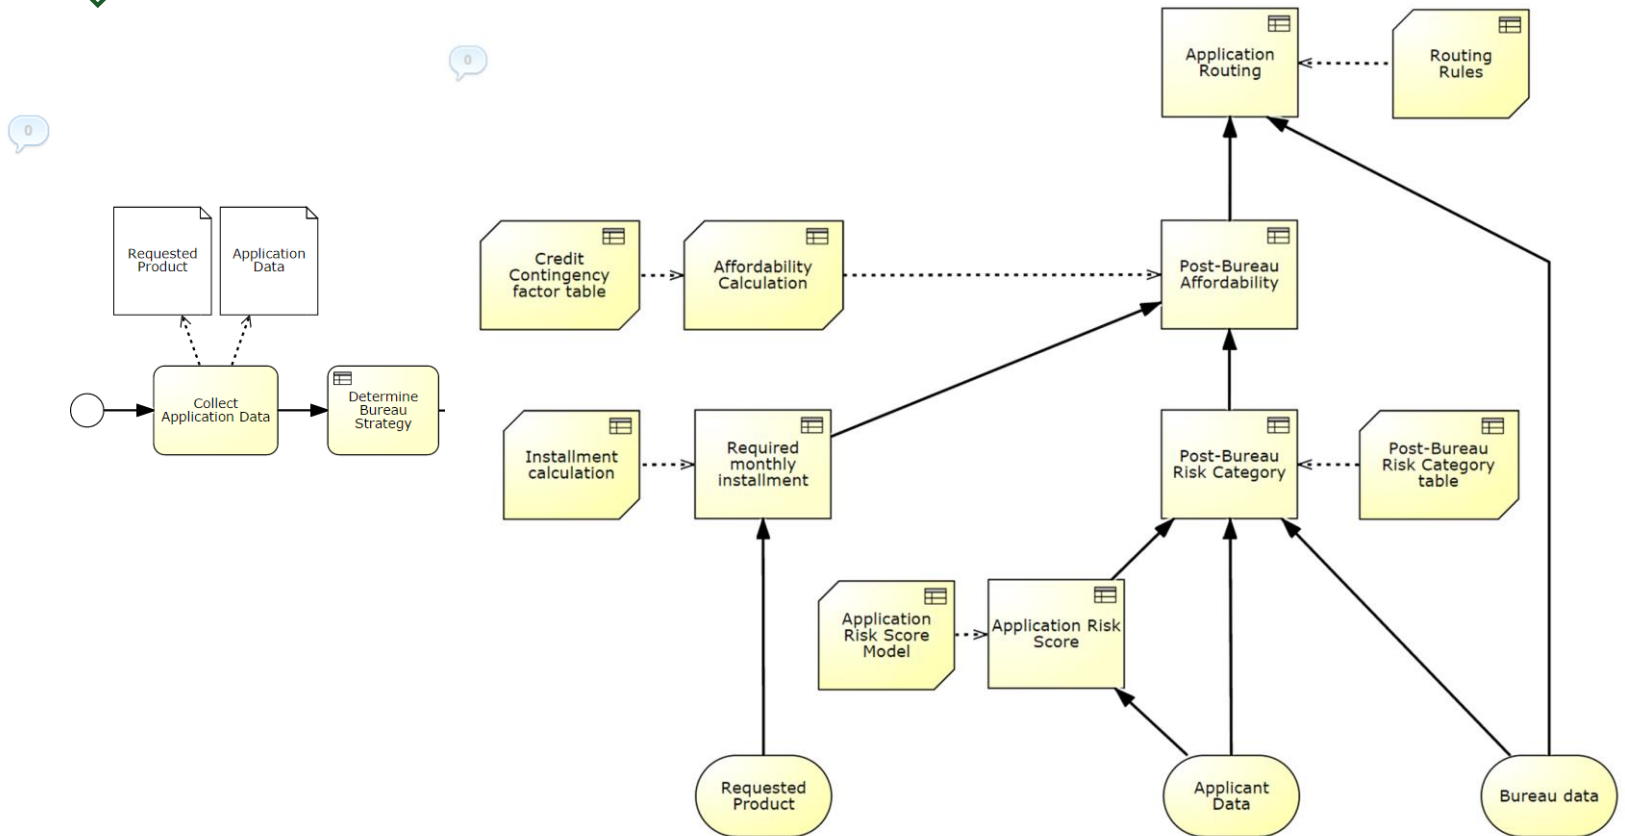 0
0
Requested
Product
Application
Data
Collect
Application Data
Determine
Bureau
Strategy
Application
Routing
Routing
Rules
Credit
Contingency
factor table
Affordability
Calculation
Post-Bureau
Affordability
Installment
calculation
Required
monthly
installment
Post-Bureau
Risk Category
Post-Bureau
Risk Category
table
Application
Risk Score
Model
Application Risk
Score
Requested
Product
Applicant
Data
Bureau data